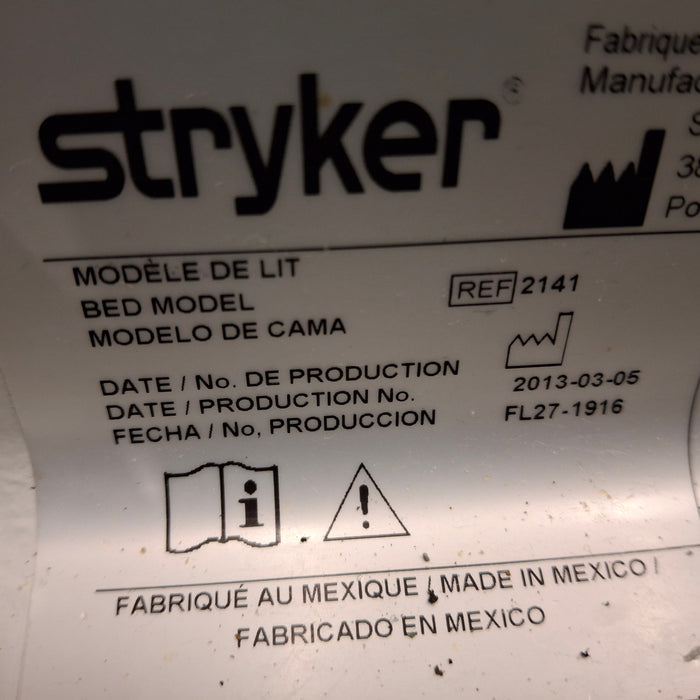 stryker®
Fabrique
Manufac
S
38
Po
MODÈLE DE LIT
BED MODEL
MODELO DE CAMA
REF 2141
DATE / No. DE PRODUCTION
DATE / PRODUCTION No.
FECHA / No, PRODUCCION
2013-03-05
FL27-1916
FABRIQUÉ AU MEXIQUE / MADE IN MEXICO /
FABRICADO EN MEXICO